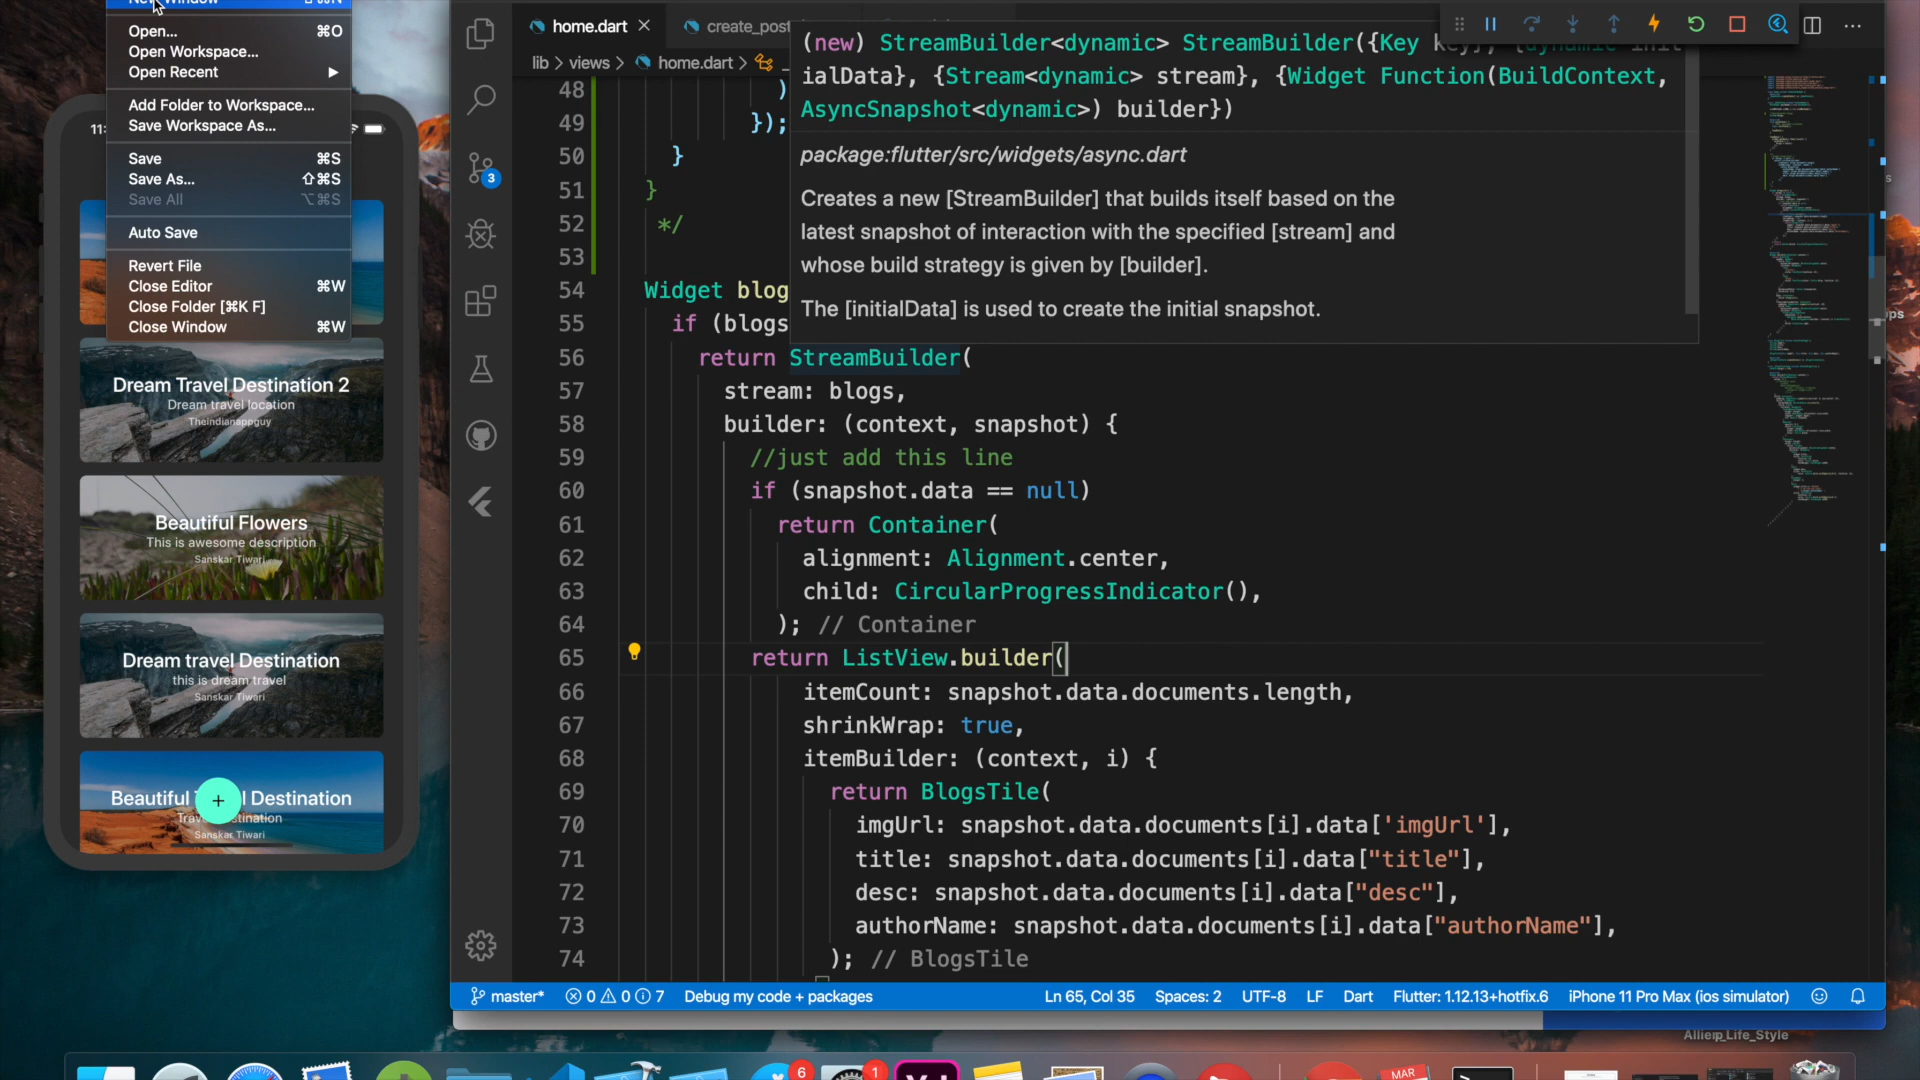 New Window ⇧⌘N
Open... ⌘O
Open Workspace...
Open Recent
Add Folder to Workspace...
Save Workspace As...
Save ⌘S
Save As... ⇧⌘S
Save All ⌥⌘S
Auto Save
Revert File
Close Editor ⌘W
Close Folder [⌘K F]
Close Window ⌘W
11:
Dream Travel Destination 2
Dream travel location
Theindianappguy
Beautiful Flowers
This is awesome description
Sanskar Tiwari
Dream travel Destination
this is dream travel
Sanskar Tiwari
Beautiful + l Destination
Sanskar Tiwari
3
home.dart
create_post
lib > views > home.dart >
(new) StreamBuilder<dynamic> StreamBuilder({Key key}, {dynamic init
ialData}, {Stream<dynamic> stream}, {Widget Function(BuildContext,
AsyncSnapshot<dynamic>) builder})
package:flutter/src/widgets/async.dart
Creates a new [StreamBuilder] that builds itself based on the
latest snapshot of interaction with the specified [stream] and
whose build strategy is given by [builder].
The [initialData] is used to create the initial snapshot.
48 )
49 });
50 }
51 }
52 */
53
54 Widget blog
55 if (blogs
56 return StreamBuilder(
57 stream: blogs,
58 builder: (context, snapshot) {
59 //just add this line
60 if (snapshot.data == null)
61 return Container(
62 alignment: Alignment.center,
63 child: CircularProgressIndicator(),
64 ); // Container
65 return ListView.builder(
66 itemCount: snapshot.data.documents.length,
67 shrinkWrap: true,
68 itemBuilder: (context, i) {
69 return BlogsTile(
70 imgUrl: snapshot.data.documents[i].data['imgUrl'],
71 title: snapshot.data.documents[i].data["title"],
72 desc: snapshot.data.documents[i].data["desc"],
73 authorName: snapshot.data.documents[i].data["authorName"],
74 ); // BlogsTile
master* 0 0 7 Debug my code + packages Ln 65, Col 35 Spaces: 2 UTF-8 LF Dart Flutter: 1.12.13+hotfix.6 iPhone 11 Pro Max (ios simulator)
6
1
MAR